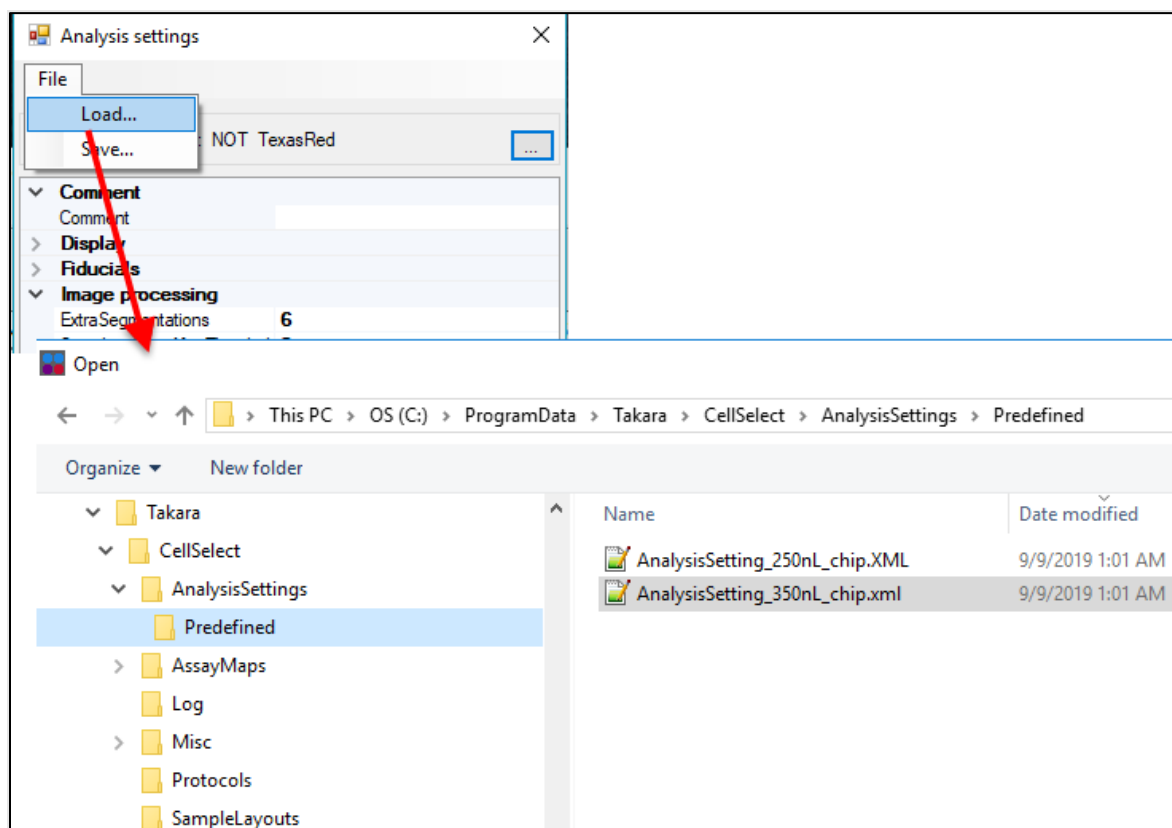 Analysis settings
File
Load...
Save...
: NOT TexasRed
...
Comment
Comment
Display
Fiducials
Image processing
ExtraSegmentations 6
Open
This PC > OS (C:) > ProgramData > Takara > CellSelect > AnalysisSettings > Predefined
Organize New folder
Takara
CellSelect
AnalysisSettings
Predefined
AssayMaps
Log
Misc
Protocols
SampleLayouts
Name Date modified
AnalysisSetting_250nL_chip.XML 9/9/2019 1:01 AM
AnalysisSetting_350nL_chip.xml 9/9/2019 1:01 AM